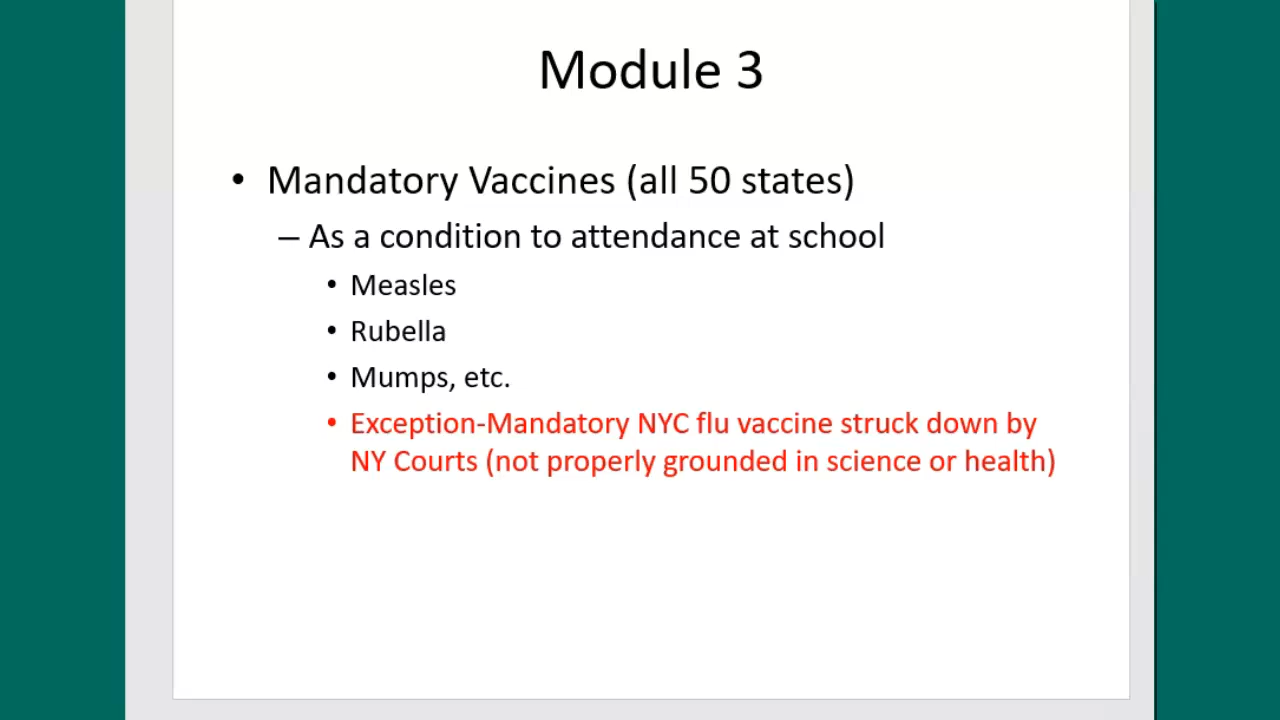 Module 3
• Mandatory Vaccines (all 50 states)
– As a condition to attendance at school
• Measles
• Rubella
• Mumps, etc.
• Exception-Mandatory NYC flu vaccine struck down by
NY Courts (not properly grounded in science or health)